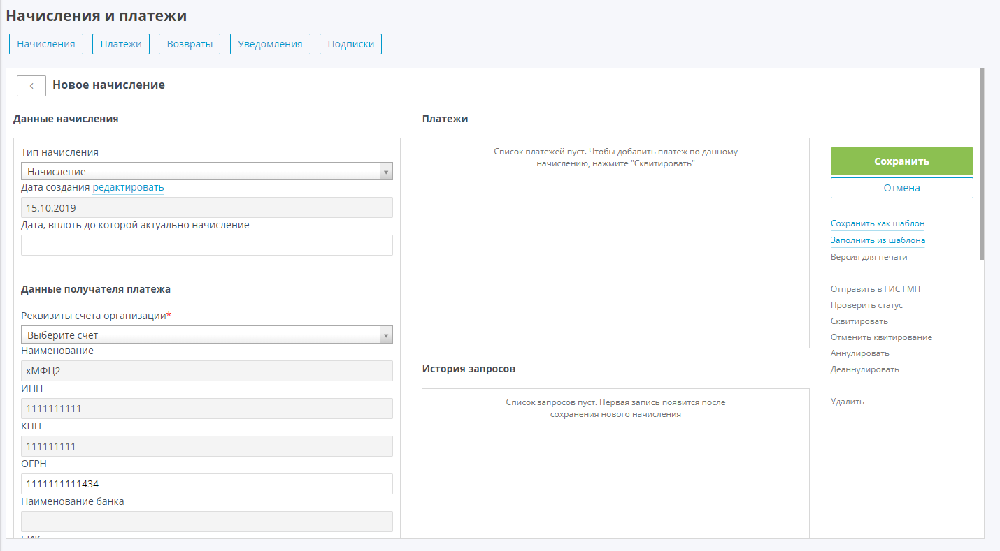 Начисления и платежи
Начисления Платежи Возвраты Уведомления Подписки
Новое начисление
Данные начисления
Тип начисления
Начисление
Дата создания редактировать
15.10.2019
Дата, вплоть до которой актуально начисление
Данные получателя платежа
Реквизиты счета организации*
Выберите счет
Наименование
хМФЦ2
ИНН
1111111111
КПП
111111111
ОГРН
1111111111434
Наименование банка
БИК
Платежи
Список платежей пуст. Чтобы добавить платеж по данному
начислению, нажмите "Сквитировать"
История запросов
Список запросов пуст. Первая запись появится после
сохранения нового начисления
Сохранить
Отмена
Сохранить как шаблон
Заполнить из шаблона
Версия для печати
Отправить в ГИС ГМП
Проверить статус
Сквитировать
Отменить квитирование
Аннулировать
Деаннулировать
Удалить